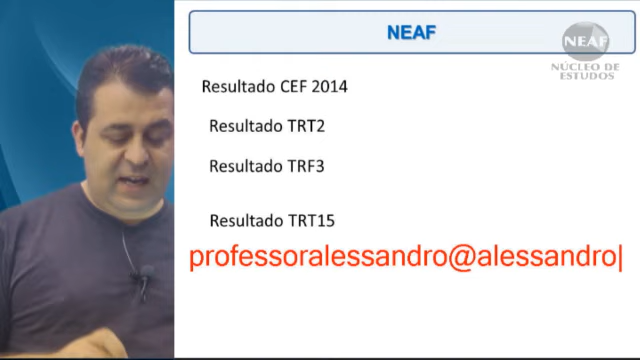 NEAF
NEAF
NÚCLEO DE
ESTUDOS
Resultado CEF 2014
Resultado TRT2
Resultado TRF3
Resultado TRT15
professoralessandro@alessandro|